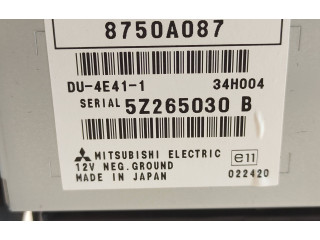 8750A087
DU-4E41-1 34H004
SERIAL 5Z265030 B
MITSUBISHI ELECTRIC e11
12V NEG.GROUND
MADE IN JAPAN 022420